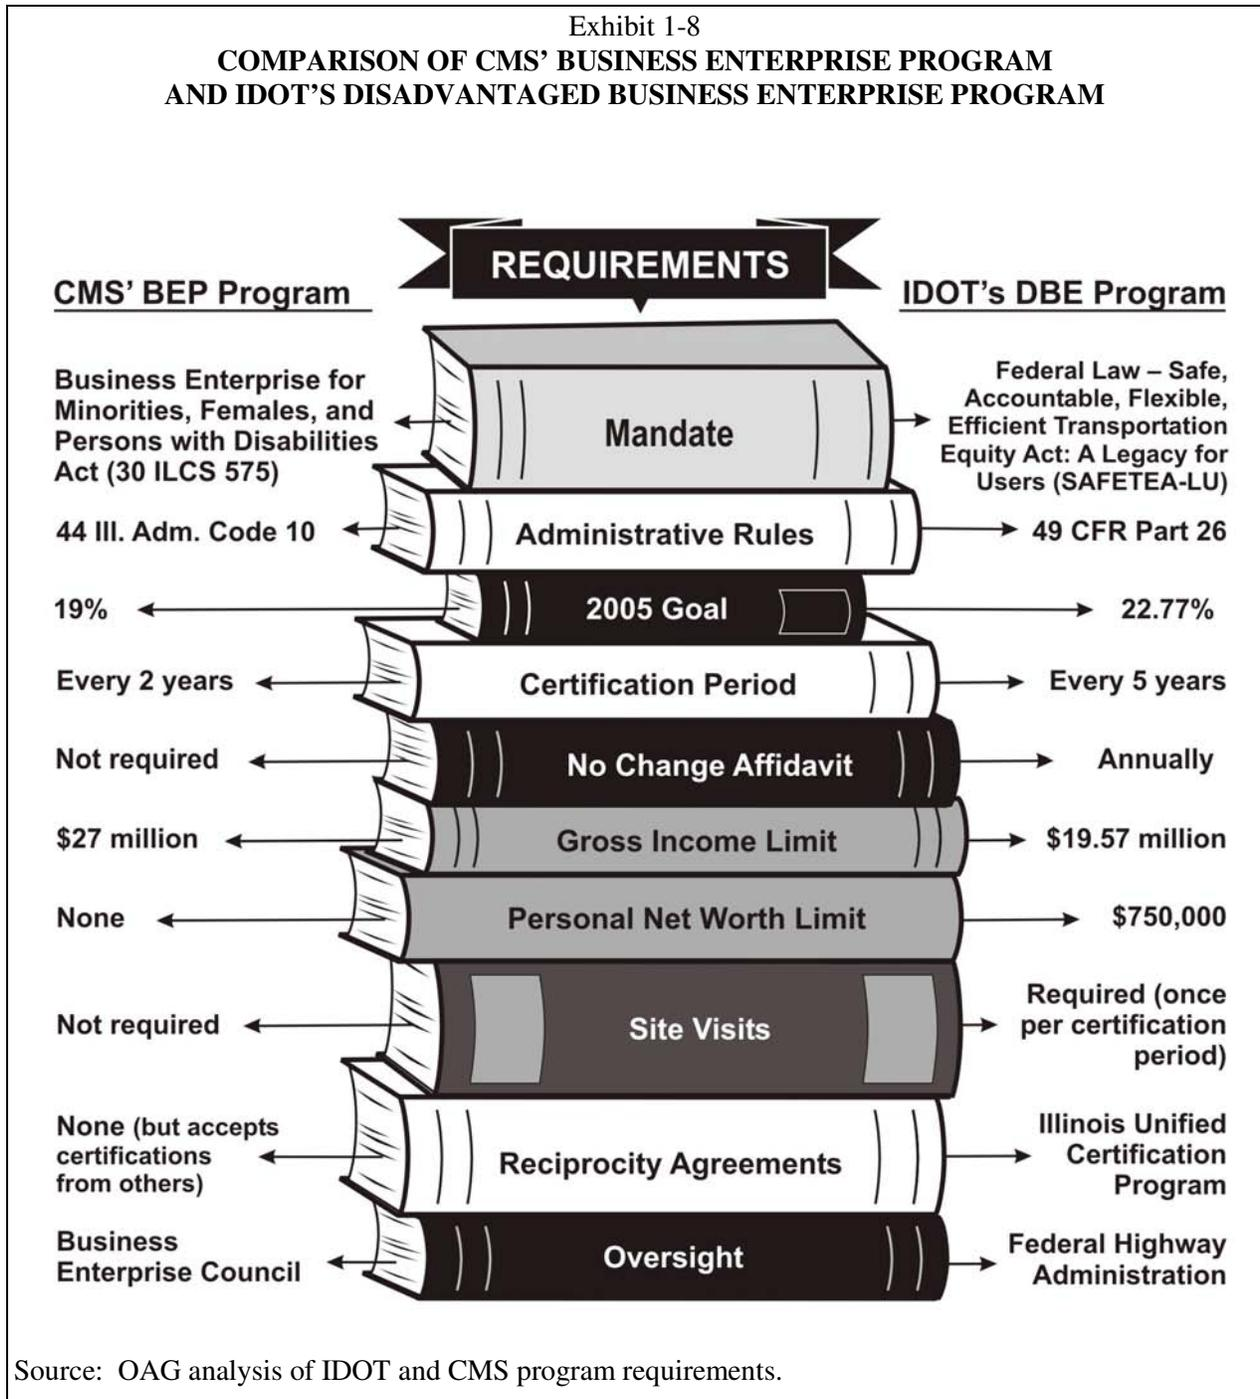 Exhibit 1-8
COMPARISON OF CMS’ BUSINESS ENTERPRISE PROGRAM
AND IDOT’S DISADVANTAGED BUSINESS ENTERPRISE PROGRAM
REQUIREMENTS
CMS’ BEP Program
IDOT’s DBE Program
Business Enterprise for
Minorities, Females, and
Persons with Disabilities
Act (30 ILCS 575)
Mandate
Federal Law – Safe,
Accountable, Flexible,
Efficient Transportation
Equity Act: A Legacy for
Users (SAFETEA-LU)
44 Ill. Adm. Code 10
Administrative Rules
49 CFR Part 26
19%
2005 Goal
22.77%
Every 2 years
Certification Period
Every 5 years
Not required
No Change Affidavit
Annually
$27 million
Gross Income Limit
$19.57 million
None
Personal Net Worth Limit
$750,000
Not required
Site Visits
Required (once
per certification
period)
None (but accepts
certifications
from others)
Reciprocity Agreements
Illinois Unified
Certification
Program
Business
Enterprise Council
Oversight
Federal Highway
Administration
Source: OAG analysis of IDOT and CMS program requirements.